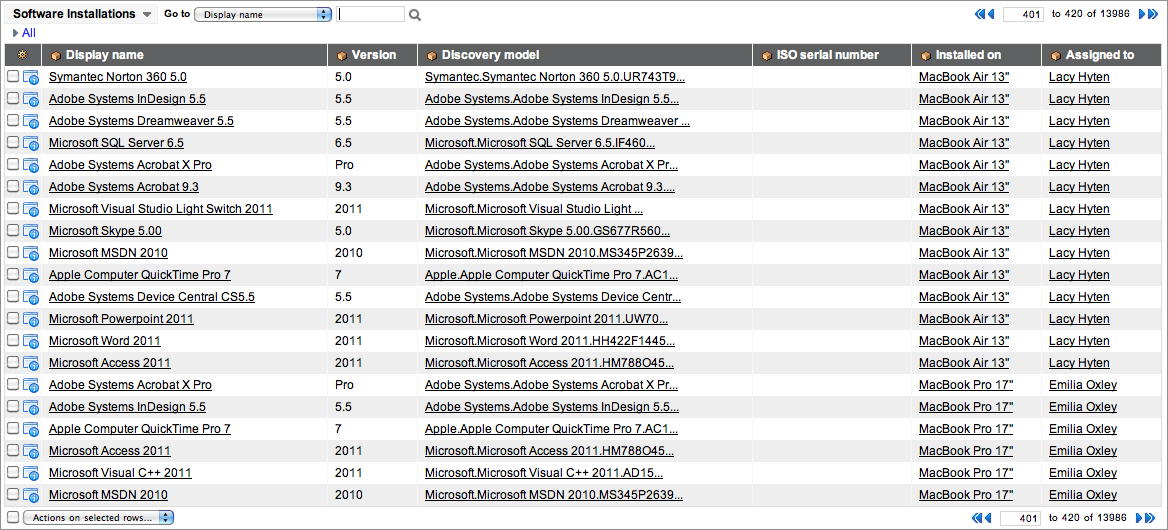 Software Installations Go to Display name 401 to 420 of 13986
All
Display name Version Discovery model ISO serial number Installed on Assigned to
Symantec Norton 360 5.0 5.0 Symantec.Symantec Norton 360 5.0.UR743T9... MacBook Air 13" Lacy Hyten
Adobe Systems InDesign 5.5 5.5 Adobe Systems.Adobe Systems InDesign 5.5... MacBook Air 13" Lacy Hyten
Adobe Systems Dreamweaver 5.5 5.5 Adobe Systems.Adobe Systems Dreamweaver ... MacBook Air 13" Lacy Hyten
Microsoft SQL Server 6.5 6.5 Microsoft.Microsoft SQL Server 6.5.IF460... MacBook Air 13" Lacy Hyten
Adobe Systems Acrobat X Pro Pro Adobe Systems.Adobe Systems Acrobat X Pr... MacBook Air 13" Lacy Hyten
Adobe Systems Acrobat 9.3 9.3 Adobe Systems.Adobe Systems Acrobat 9.3.... MacBook Air 13" Lacy Hyten
Microsoft Visual Studio Light Switch 2011 2011 Microsoft.Microsoft Visual Studio Light ... MacBook Air 13" Lacy Hyten
Microsoft Skype 5.00 5.0 Microsoft.Microsoft Skype 5.00.GS677R560... MacBook Air 13" Lacy Hyten
Microsoft MSDN 2010 2010 Microsoft.Microsoft MSDN 2010.MS345P2639... MacBook Air 13" Lacy Hyten
Apple Computer QuickTime Pro 7 7 Apple.Apple Computer QuickTime Pro 7.AC1... MacBook Air 13" Lacy Hyten
Adobe Systems Device Central CS5.5 5.5 Adobe Systems.Adobe Systems Device Centr... MacBook Air 13" Lacy Hyten
Microsoft Powerpoint 2011 2011 Microsoft.Microsoft Powerpoint 2011.UW70... MacBook Air 13" Lacy Hyten
Microsoft Word 2011 2011 Microsoft.Microsoft Word 2011.HH422F1445... MacBook Air 13" Lacy Hyten
Microsoft Access 2011 2011 Microsoft.Microsoft Access 2011.HM788O45... MacBook Air 13" Lacy Hyten
Adobe Systems Acrobat X Pro Pro Adobe Systems.Adobe Systems Acrobat X Pr... MacBook Pro 17" Emilia Oxley
Adobe Systems InDesign 5.5 5.5 Adobe Systems.Adobe Systems InDesign 5.5... MacBook Pro 17" Emilia Oxley
Apple Computer QuickTime Pro 7 7 Apple.Apple Computer QuickTime Pro 7.AC1... MacBook Pro 17" Emilia Oxley
Microsoft Access 2011 2011 Microsoft.Microsoft Access 2011.HM788O45... MacBook Pro 17" Emilia Oxley
Microsoft Visual C++ 2011 2011 Microsoft.Microsoft Visual C++ 2011.AD15... MacBook Pro 17" Emilia Oxley
Microsoft MSDN 2010 2010 Microsoft.Microsoft MSDN 2010.MS345P2639... MacBook Pro 17" Emilia Oxley
Actions on selected rows... 401 to 420 of 13986